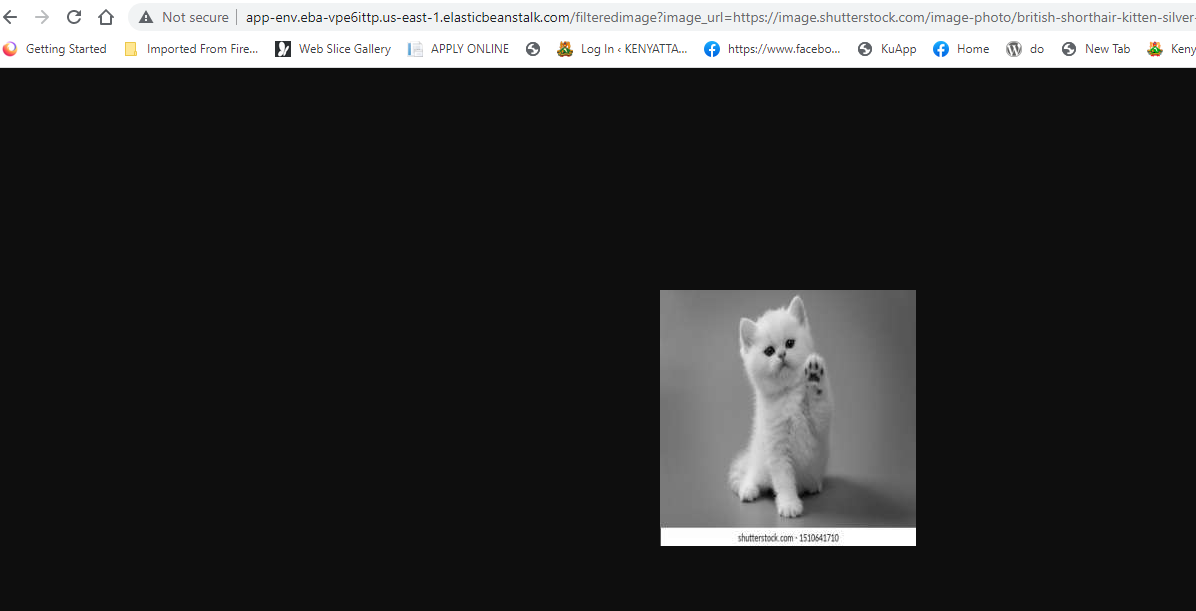 Not secure | app-env.eba-vpe6ittp.us-east-1.elasticbeanstalk.com/filteredimage?image_url=https://image.shutterstock.com/image-photo/british-shorthair-kitten-silver-
Getting Started Imported From Fire... Web Slice Gallery APPLY ONLINE Log In ‹ KENYATTA... https://www.facebo... KuApp Home do New Tab Keny
shutterstock.com · 1510641710